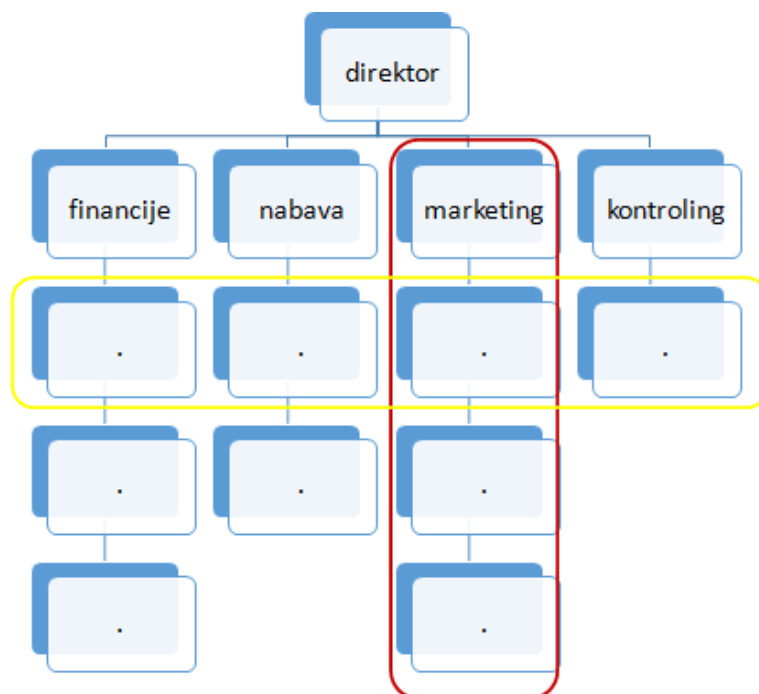 direktor
financije
nabava
marketing
kontroling
.
.
.
.
.
.
.
.
.